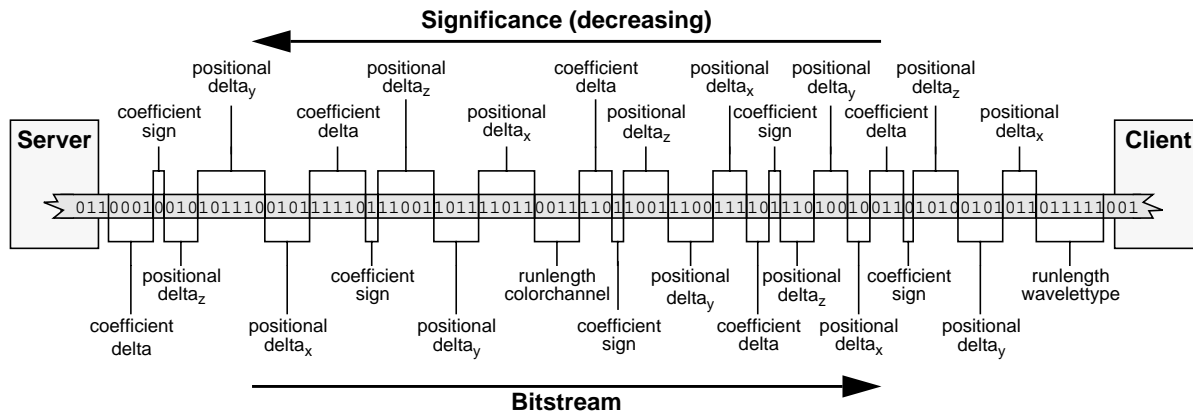 Significance (decreasing)
positional
delta_y
positional
delta_z
coefficient
delta
positional
delta_x
positional
delta_y
positional
delta_z
coefficient
sign
coefficient
delta
positional
delta_x
positional
delta_z
coefficient
sign
coefficient
delta
positional
delta_x
Server
Client
positional
delta_z
coefficient
sign
runlength
colorchannel
positional
delta_y
positional
delta_z
coefficient
sign
runlength
wavelettype
coefficient
delta
positional
delta_x
positional
delta_y
coefficient
sign
coefficient
delta
positional
delta_x
positional
delta_y
Bitstream